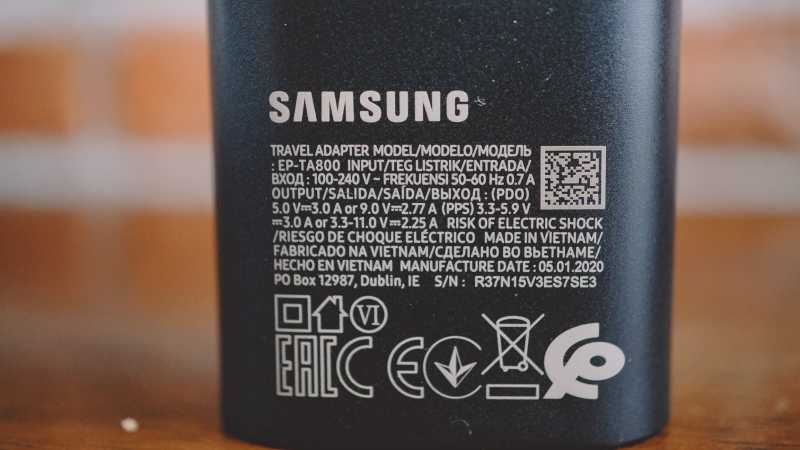 SAMSUNG
TRAVEL ADAPTER MODEL/MODELO/МОДЕЛЬ
: EP-TA800 INPUT/TEG LISTRIK/ENTRADA/
ВХОД : 100-240 V ~ FREKUENSI 50-60 Hz 0.7 A
OUTPUT/SALIDA/SAÍDA/ВЫХОД : (PDO)
5.0 V⎓3.0 A or 9.0 V⎓2.77 A (PPS) 3.3-5.9 V
⎓3.0 A or 3.3-11.0 V⎓2.25 A RISK OF ELECTRIC SHOCK
/RIESGO DE CHOQUE ELÉCTRICO MADE IN VIETNAM/
FABRICADO NA VIETNAM/СДЕЛАНО ВО ВЬЕТНАМЕ/
HECHO EN VIETNAM MANUFACTURE DATE : 05.01.2020
PO Box 12987, Dublin, IE S/N : R37N15V3ES7SE3
VI
EAC CE